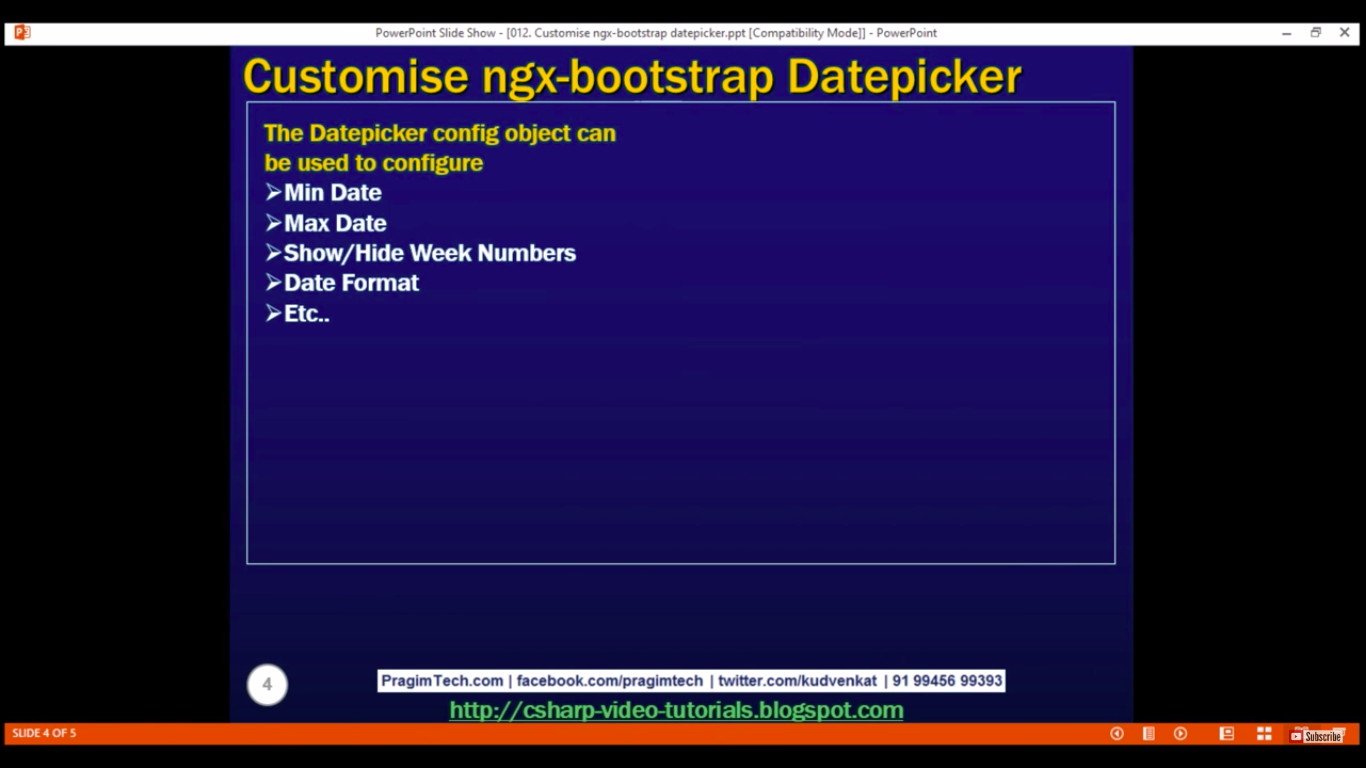 PowerPoint Slide Show - [012. Customise ngx-bootstrap datepicker.ppt [Compatibility Mode]] - PowerPoint
Customise ngx-bootstrap Datepicker
The Datepicker config object can
be used to configure
➢Min Date
➢Max Date
➢Show/Hide Week Numbers
➢Date Format
➢Etc..
4
PragimTech.com | facebook.com/pragimtech | twitter.com/kudvenkat | 91 99456 99393
http://csharp-video-tutorials.blogspot.com
SLIDE 4 OF 5
Subscribe